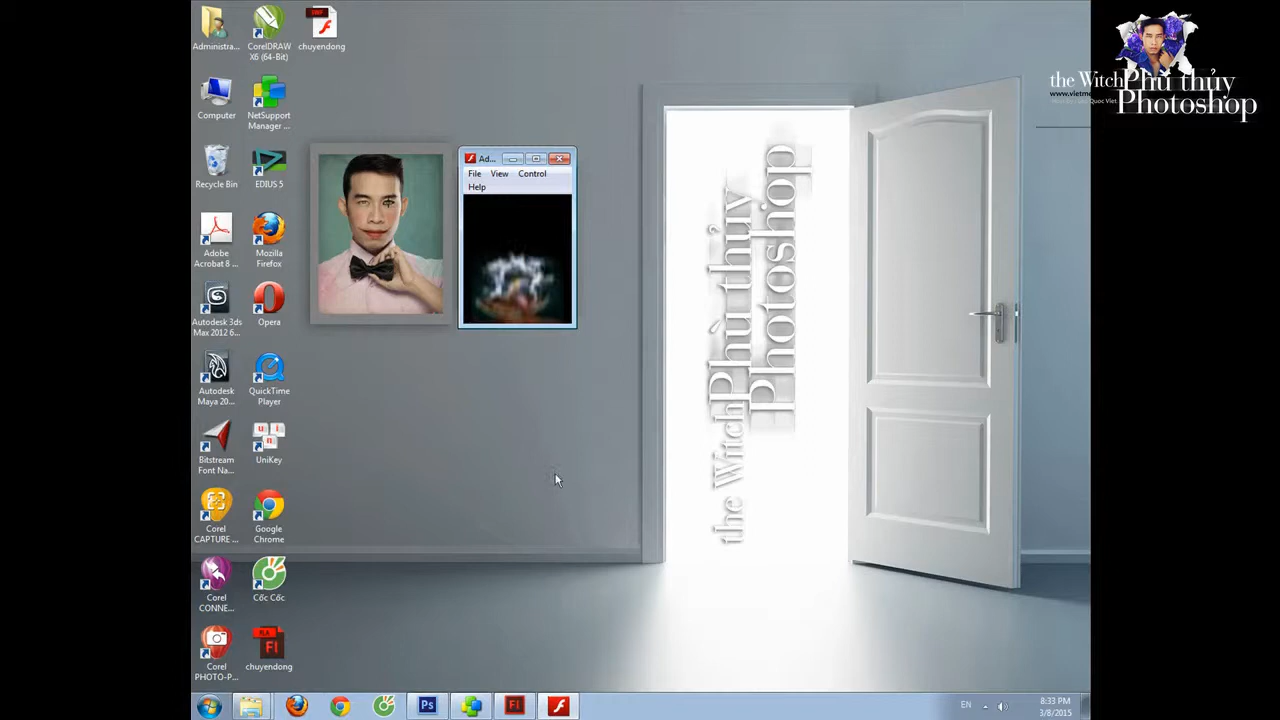 Administra...
CorelDRAW X6 (64-Bit)
chuyendong
Computer
NetSupport Manager ...
Recycle Bin
EDIUS 5
Adobe Acrobat 8 ...
Mozilla Firefox
Autodesk 3ds Max 2012 6...
Opera
Autodesk Maya 20...
QuickTime Player
Bitstream Font Na...
UniKey
Corel CAPTURE ...
Google Chrome
Corel CONNE...
Cốc Cốc
Corel PHOTO-P...
chuyendong
Ad...
File View Control
Help
the Witch Phù thủy
Photoshop
the Witch Phù thủy
Photoshop
EN
8:33 PM
3/8/2015